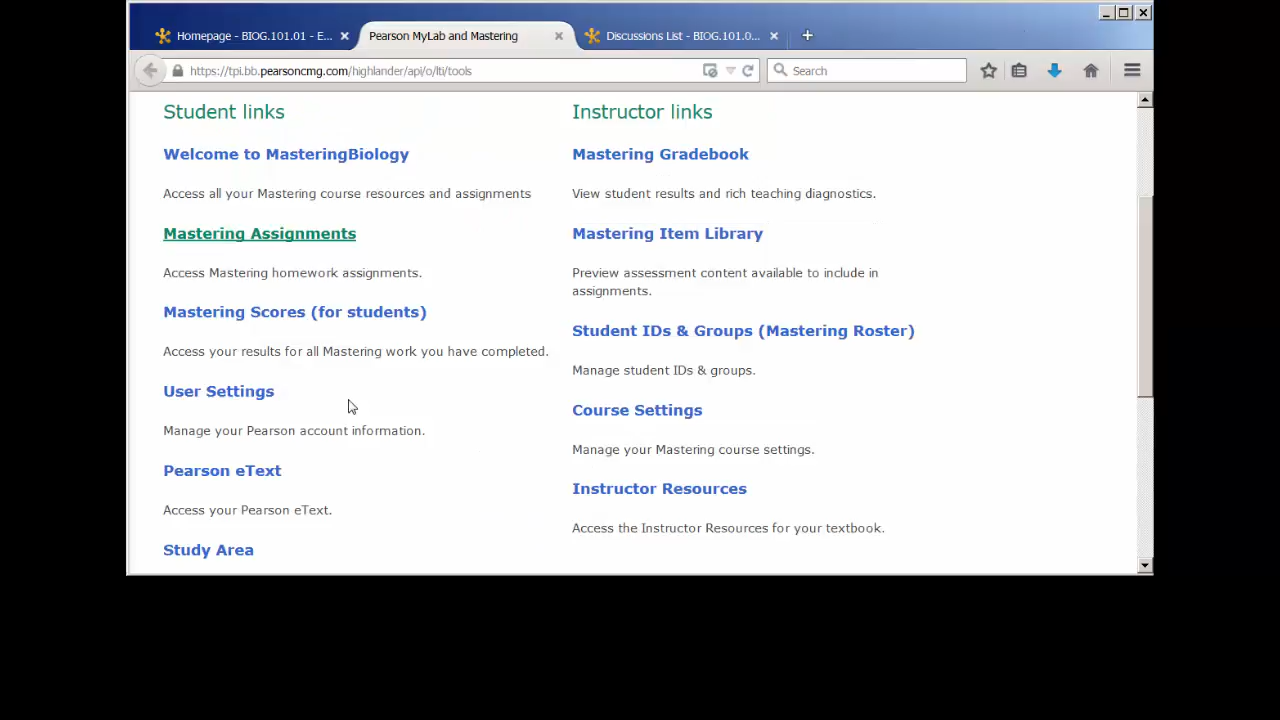 Homepage - BIOG.101.01 - E...
Pearson MyLab and Mastering
Discussions List - BIOG.101.0...
https://tpi.bb.pearsoncmg.com/highlander/api/o/lti/tools
Search
Student links
Welcome to MasteringBiology
Access all your Mastering course resources and assignments
Mastering Assignments
Access Mastering homework assignments.
Mastering Scores (for students)
Access your results for all Mastering work you have completed.
User Settings
Manage your Pearson account information.
Pearson eText
Access your Pearson eText.
Study Area
Instructor links
Mastering Gradebook
View student results and rich teaching diagnostics.
Mastering Item Library
Preview assessment content available to include in
assignments.
Student IDs & Groups (Mastering Roster)
Manage student IDs & groups.
Course Settings
Manage your Mastering course settings.
Instructor Resources
Access the Instructor Resources for your textbook.